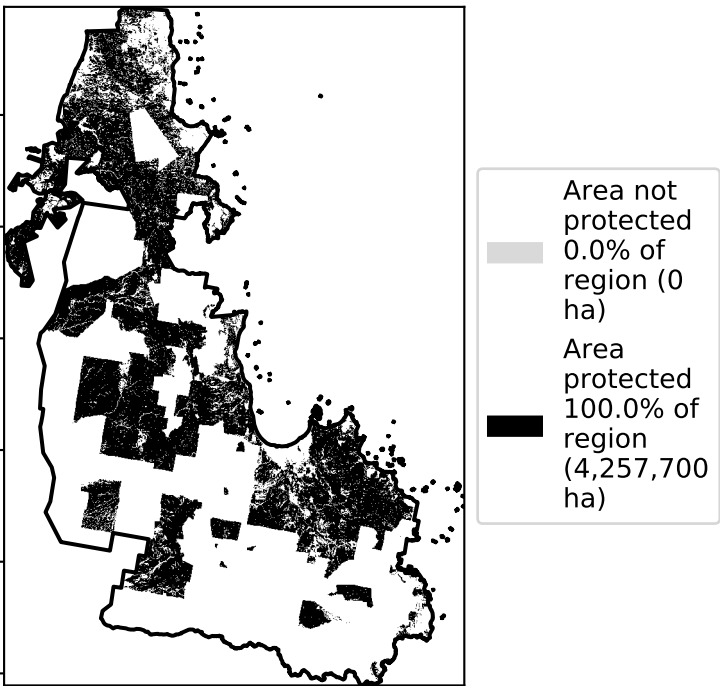 Area not
protected
0.0% of
region (0
ha)
Area
protected
100.0% of
region
(4,257,700
ha)